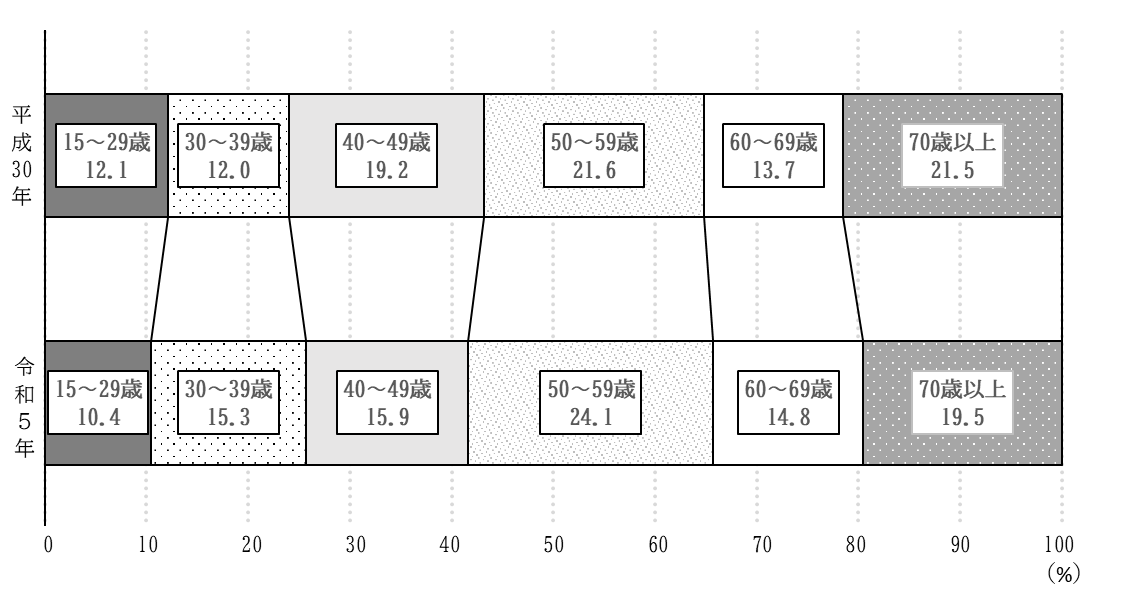 平成30年
15～29歳
12.1
30～39歳
12.0
40～49歳
19.2
50～59歳
21.6
60～69歳
13.7
70歳以上
21.5
令和５年
15～29歳
10.4
30～39歳
15.3
40～49歳
15.9
50～59歳
24.1
60～69歳
14.8
70歳以上
19.5
0 10 20 30 40 50 60 70 80 90 100
(%)